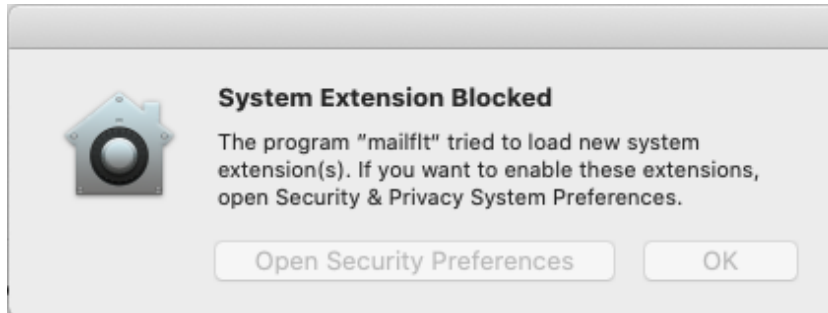 System Extension Blocked
The program "mailflt" tried to load new system
extension(s). If you want to enable these extensions,
open Security & Privacy System Preferences.
Open Security Preferences
OK